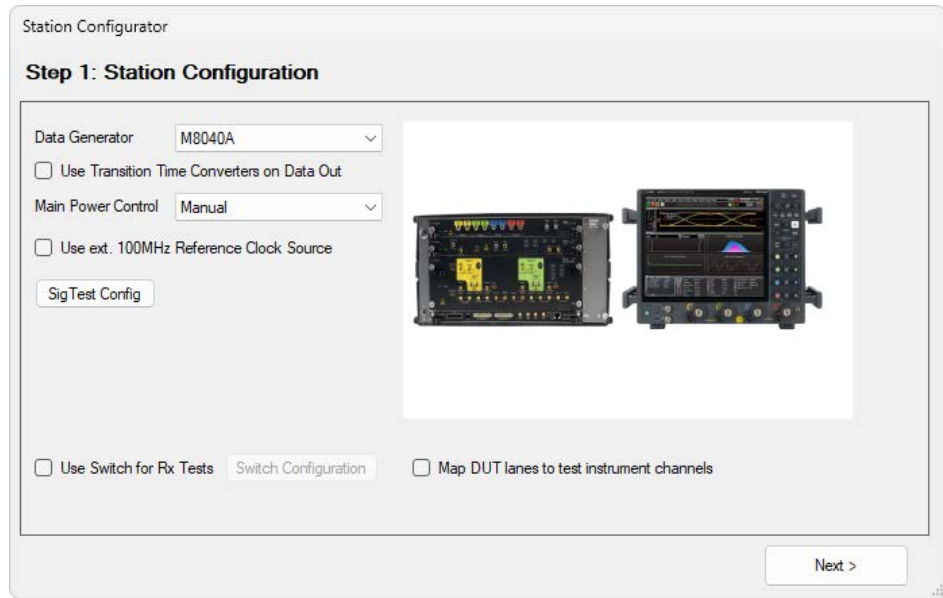 Station Configurator
Step 1: Station Configuration
Data Generator M8040A
Use Transition Time Converters on Data Out
Main Power Control Manual
Use ext. 100MHz Reference Clock Source
SigTest Config
Use Switch for Rx Tests Switch Configuration Map DUT lanes to test instrument channels
Next >